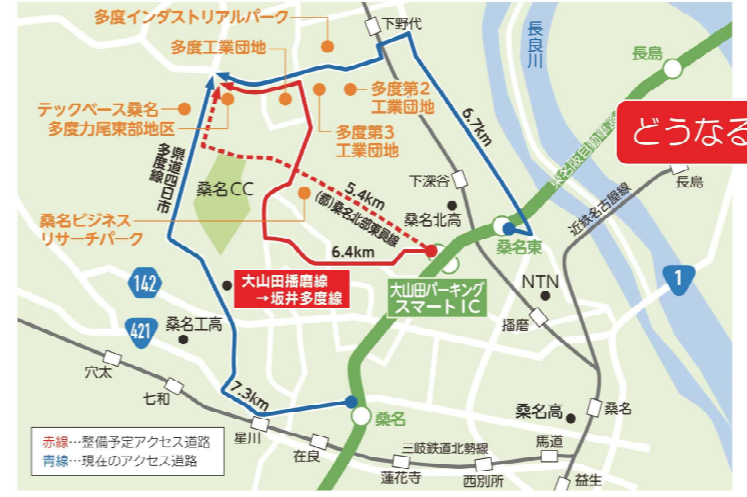 多度インダストリアルパーク
下野代
多度工業団地
長良川
長島
テックベース桑名
多度力尾東部地区
多度第2
工業団地
多度第3
工業団地
6.7km
どうなる
県道四日市
多度線
桑名CC
5.4km
下深谷
東名阪自動車道
長島
近鉄名古屋線
桑名ビジネス
リサーチパーク
(都)桑名北部東員線
桑名北高
桑名東
6.4km
142
大山田播磨線
→坂井多度線
大山田パーキング
スマートIC
NTN
1
421
桑名工高
播磨
穴太
七和
7.3km
桑名
桑名高
桑名
赤線…整備予定アクセス道路
青線…現在のアクセス道路
星川
在良
三岐鉄道北勢線
馬道
蓮花寺
西別所
益生